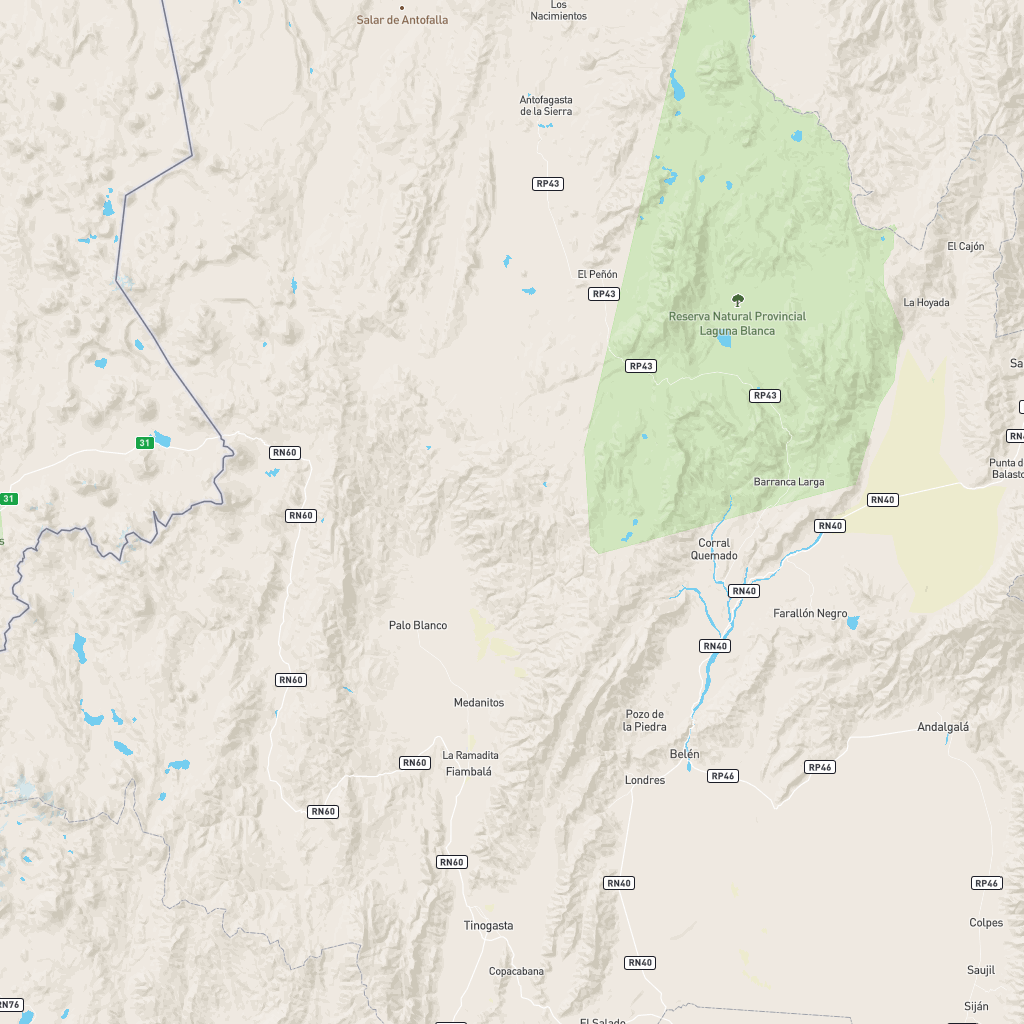 Los
Nacimientos
Salar de Antofalla
Antofagasta
de la Sierra
RP43
El Cajón
El Peñón
RP43
La Hoyada
Reserva Natural Provincial
Laguna Blanca
RP43
RP43
31
RN60
Punta de
Balasto
Barranca Larga
31
RN40
RN60
RN40
Corral
Quemado
RN40
Farallón Negro
Palo Blanco
RN40
RN60
Medanitos
Pozo de
la Piedra
Andalgalá
La Ramadita
Belén
RN60
Fiambalá
RP46
RP46
Londres
RN60
RN60
RN40
RP46
Tinogasta
Colpes
RN40
Copacabana
Saujil
RN76
Siján
El Salado